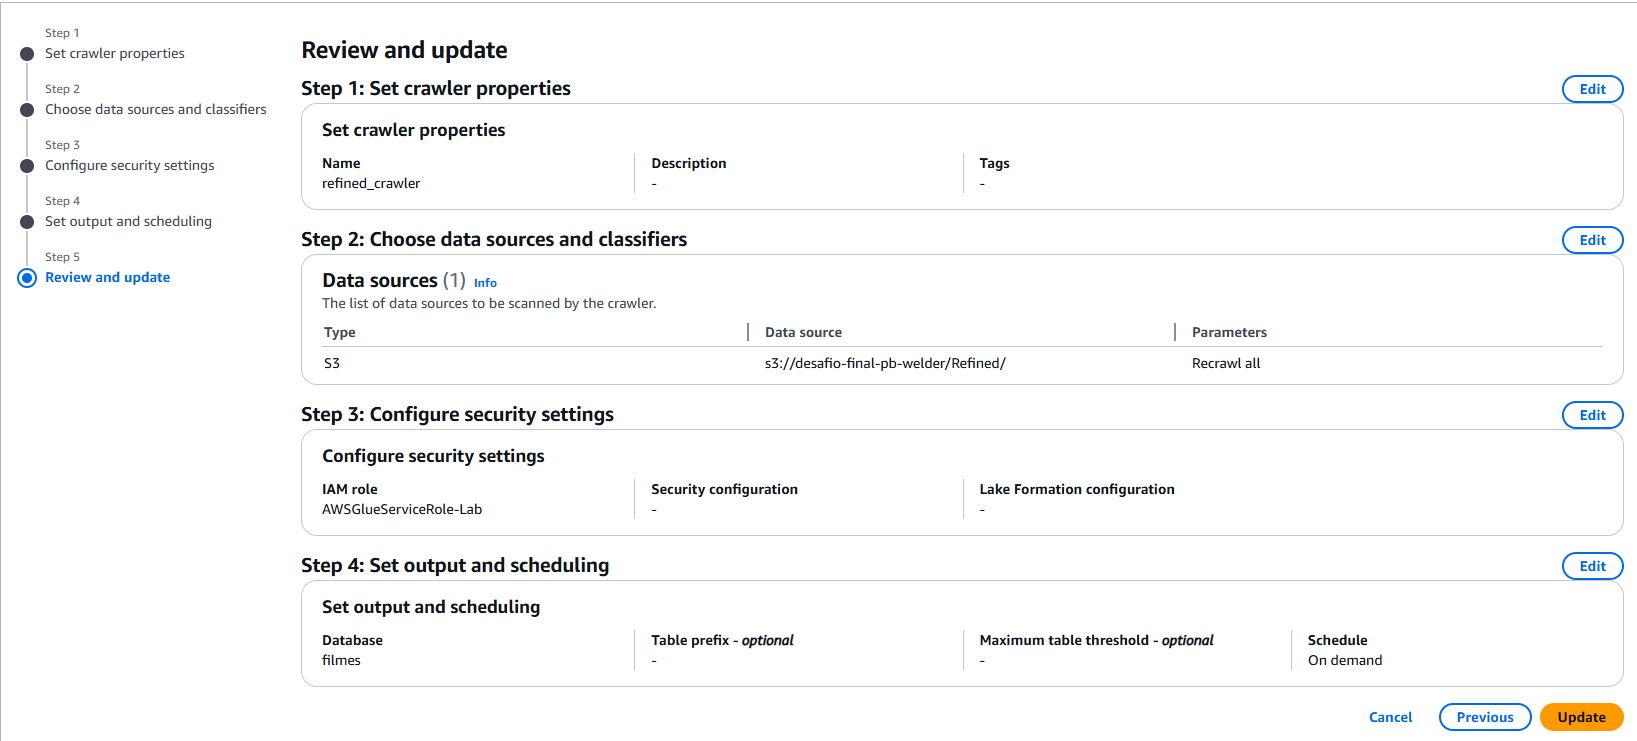 Step 1
Set crawler properties
Step 2
Choose data sources and classifiers
Step 3
Configure security settings
Step 4
Set output and scheduling
Step 5
Review and update
Review and update
Step 1: Set crawler properties
Edit
Set crawler properties
Name
refined_crawler
Description
-
Tags
-
Step 2: Choose data sources and classifiers
Edit
Data sources (1) Info
The list of data sources to be scanned by the crawler.
Type Data source Parameters
S3 s3://desafio-final-pb-welder/Refined/ Recrawl all
Step 3: Configure security settings
Edit
Configure security settings
IAM role
AWSGlueServiceRole-Lab
Security configuration
-
Lake Formation configuration
-
Step 4: Set output and scheduling
Edit
Set output and scheduling
Database
filmes
Table prefix - optional
-
Maximum table threshold - optional
-
Schedule
On demand
Cancel Previous Update